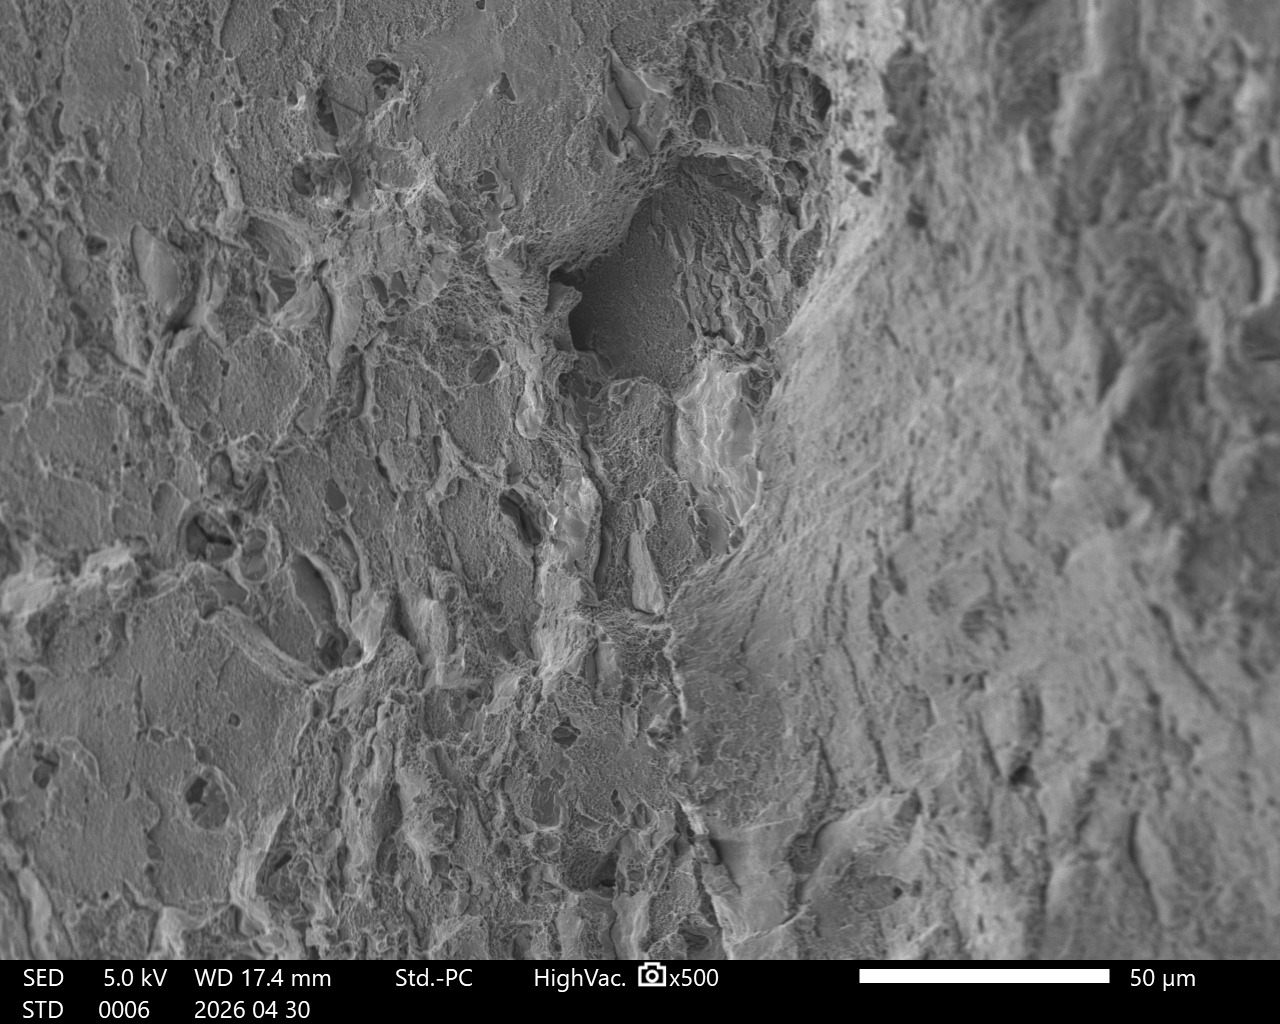 SED 5.0 kV WD 17.4 mm Std.-PC HighVac. x500 50 µm
STD 0006 2026 04 30